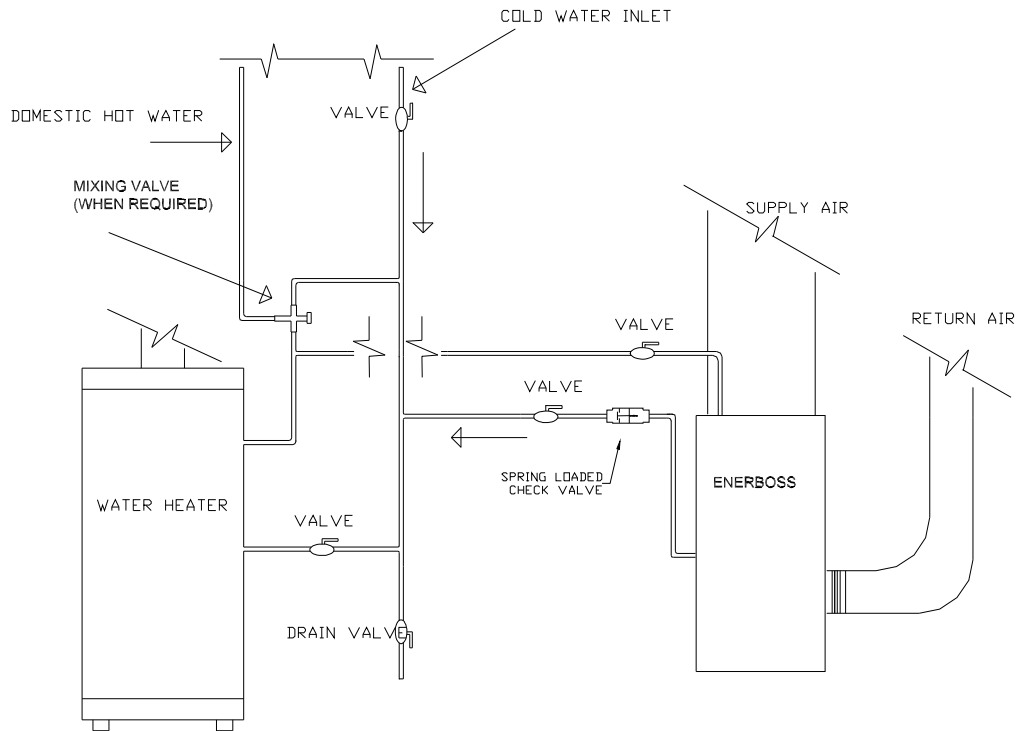 COLD WATER INLET
VALVE
DOMESTIC HOT WATER
MIXING VALVE
(WHEN REQUIRED)
SUPPLY AIR
RETURN AIR
VALVE
VALVE
SPRING LOADED
CHECK VALVE
ENERBOSS
WATER HEATER
VALVE
DRAIN VALVE